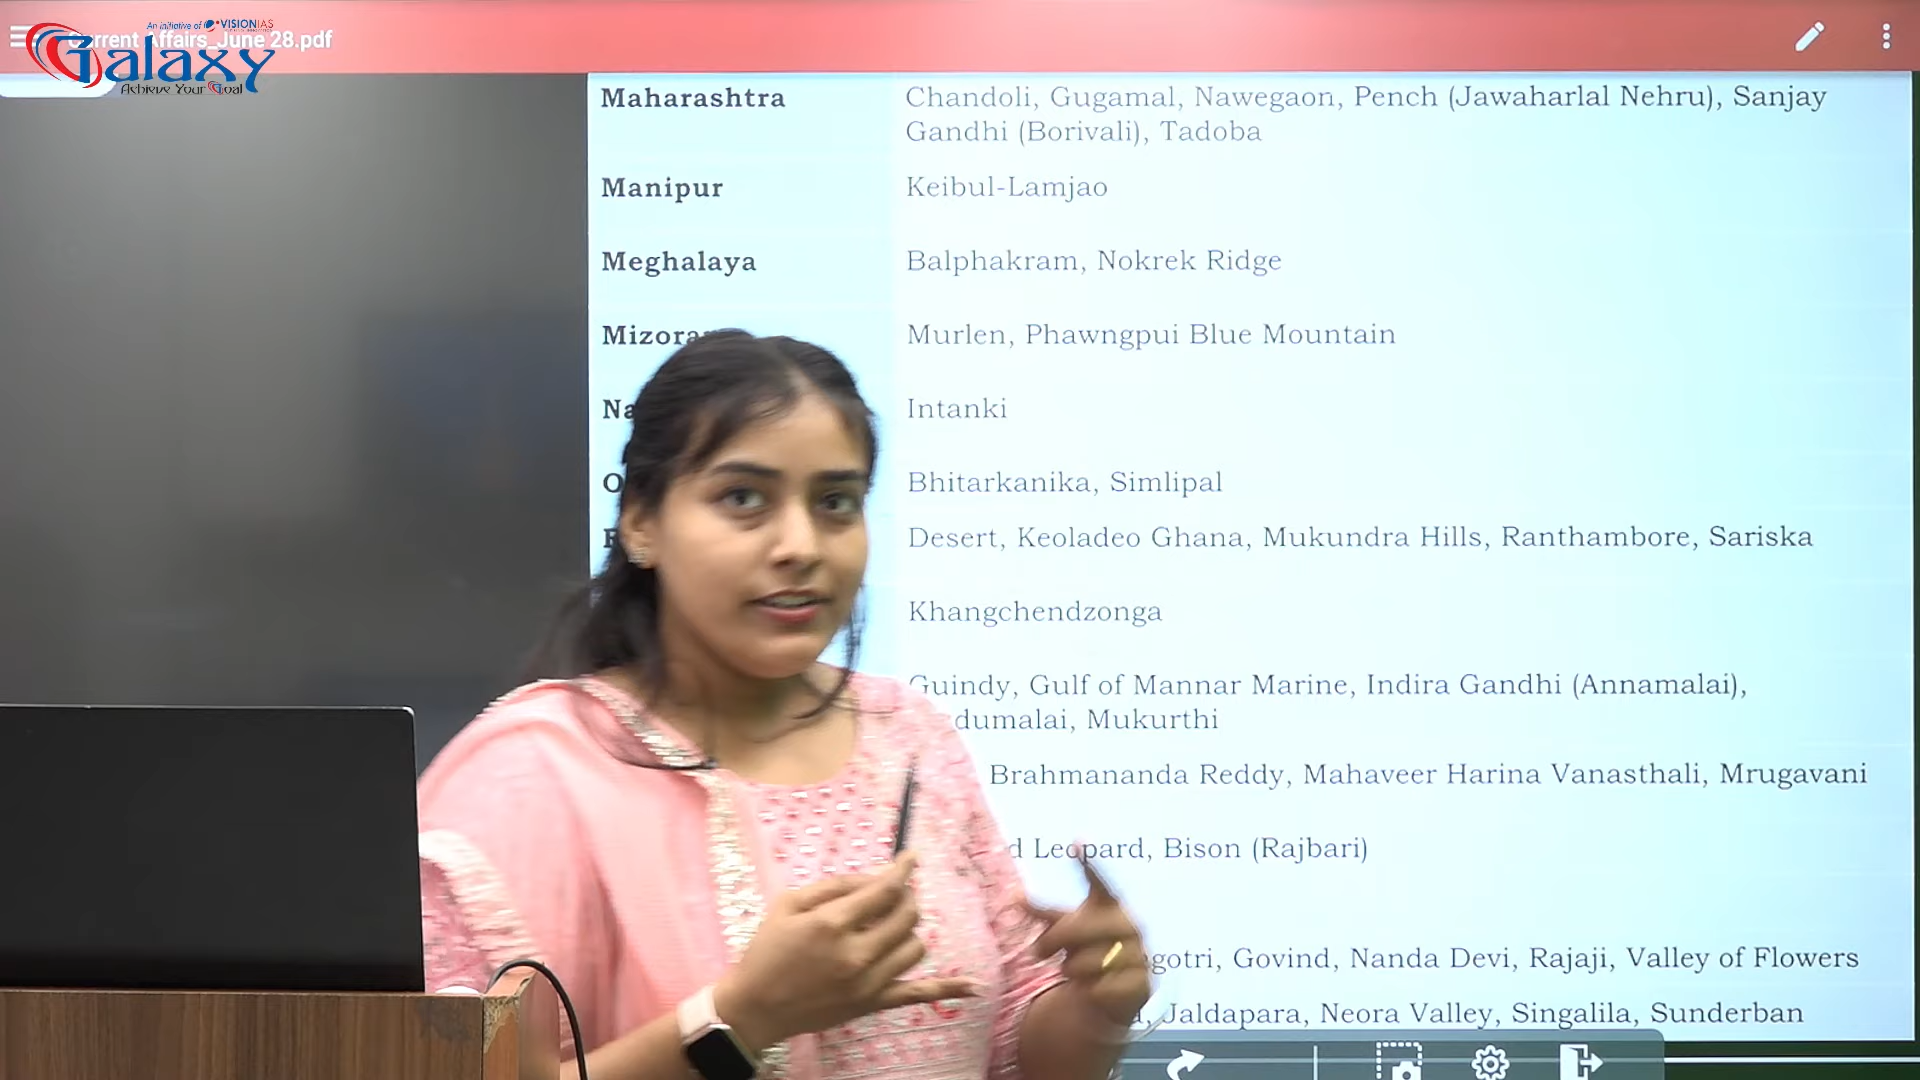 An initiative of VISIONIAS
Current Affairs_June 28.pdf
Galaxy
Achieve Your Goal
Maharashtra
Chandoli, Gugamal, Nawegaon, Pench (Jawaharlal Nehru), Sanjay
Gandhi (Borivali), Tadoba
Manipur
Keibul-Lamjao
Meghalaya
Balphakram, Nokrek Ridge
Mizora
Murlen, Phawngpui Blue Mountain
Na
Intanki
O
Bhitarkanika, Simlipal
Desert, Keoladeo Ghana, Mukundra Hills, Ranthambore, Sariska
Khangchendzonga
Guindy, Gulf of Mannar Marine, Indira Gandhi (Annamalai),
dumalai, Mukurthi
Brahmananda Reddy, Mahaveer Harina Vanasthali, Mrugavani
d Leopard, Bison (Rajbari)
gotri, Govind, Nanda Devi, Rajaji, Valley of Flowers
Jaldapara, Neora Valley, Singalila, Sunderban